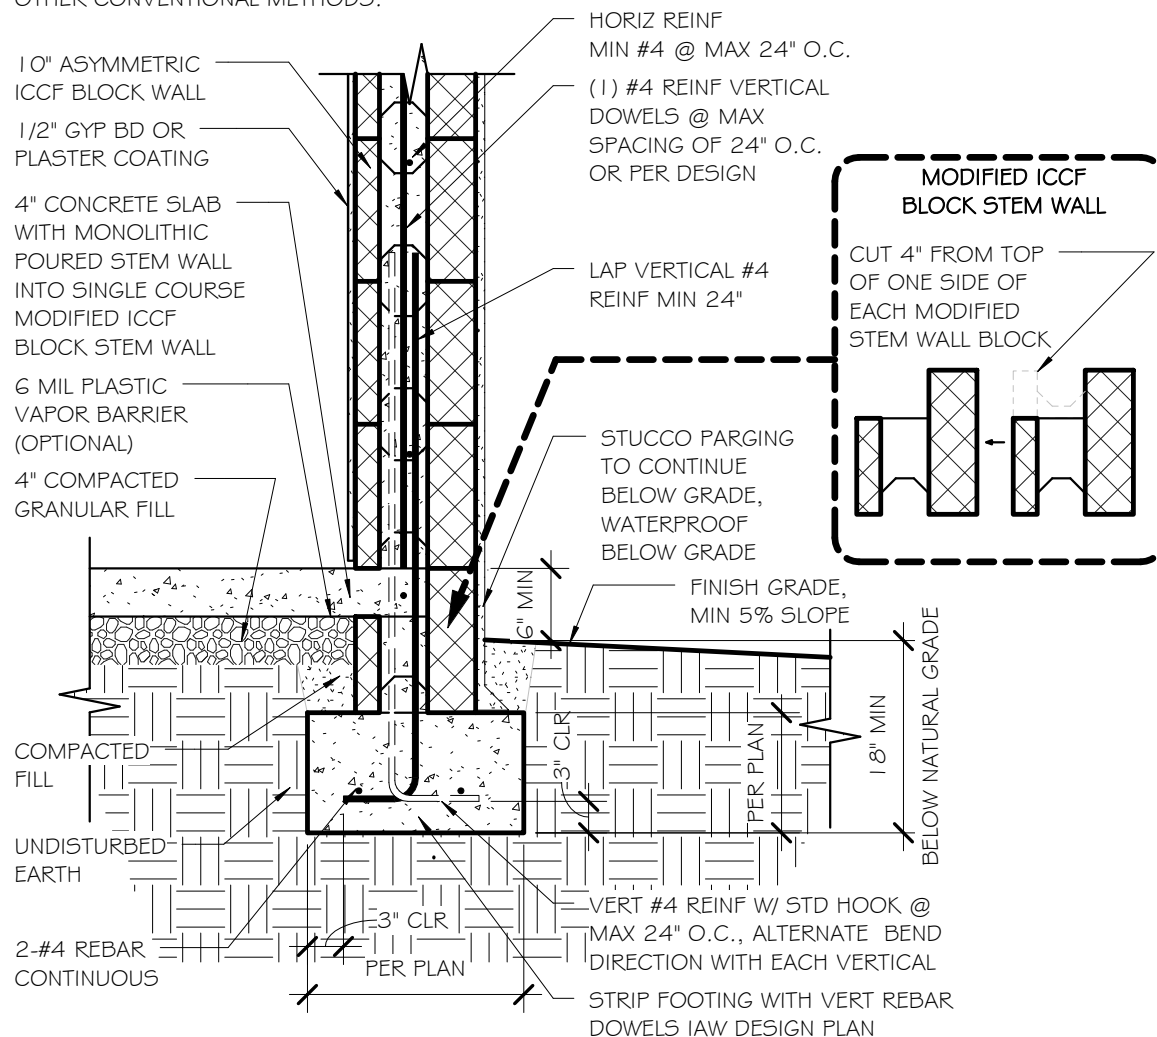 OTHER CONVENTIONAL METHODS.
10" ASYMMETRIC
ICCF BLOCK WALL
1/2" GYP BD OR
PLASTER COATING
4" CONCRETE SLAB
WITH MONOLITHIC
POURED STEM WALL
INTO SINGLE COURSE
MODIFIED ICCF
BLOCK STEM WALL
6 MIL PLASTIC
VAPOR BARRIER
(OPTIONAL)
4" COMPACTED
GRANULAR FILL
COMPACTED
FILL
UNDISTURBED
EARTH
2-#4 REBAR
CONTINUOUS
HORIZ REINF
MIN #4 @ MAX 24" O.C.
(1) #4 REINF VERTICAL
DOWELS @ MAX
SPACING OF 24" O.C.
OR PER DESIGN
LAP VERTICAL #4
REINF MIN 24"
STUCCO PARGING
TO CONTINUE
BELOW GRADE,
WATERPROOF
BELOW GRADE
FINISH GRADE,
MIN 5% SLOPE
6" MIN
3" CLR
PER PLAN
18" MIN
BELOW NATURAL GRADE
3" CLR
PER PLAN
VERT #4 REINF W/ STD HOOK @
MAX 24" O.C., ALTERNATE BEND
DIRECTION WITH EACH VERTICAL
STRIP FOOTING WITH VERT REBAR
DOWELS IAW DESIGN PLAN
MODIFIED ICCF
BLOCK STEM WALL
CUT 4" FROM TOP
OF ONE SIDE OF
EACH MODIFIED
STEM WALL BLOCK